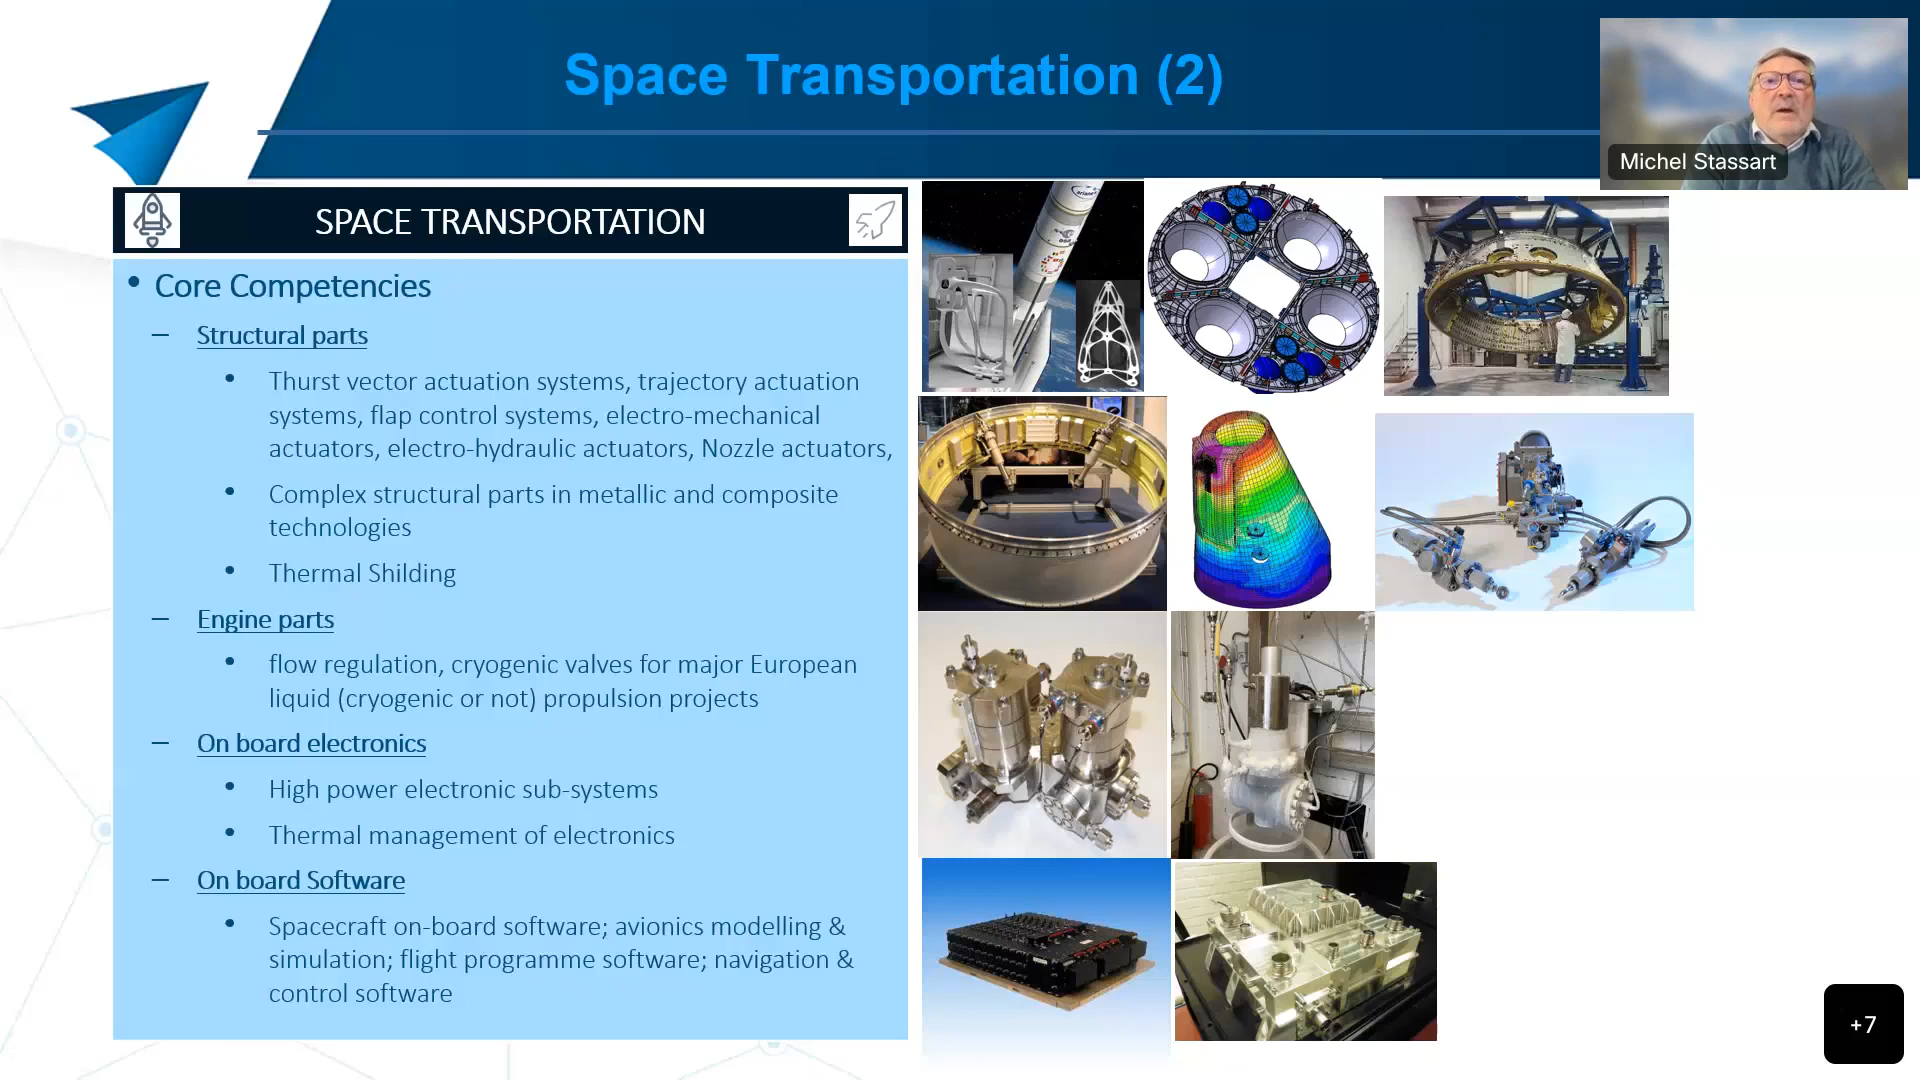 Space Transportation (2)
Michel Stassart
SPACE TRANSPORTATION
• Core Competencies
– Structural parts
• Thurst vector actuation systems, trajectory actuation
systems, flap control systems, electro-mechanical
actuators, electro-hydraulic actuators, Nozzle actuators,
• Complex structural parts in metallic and composite
technologies
• Thermal Shilding
– Engine parts
• flow regulation, cryogenic valves for major European
liquid (cryogenic or not) propulsion projects
– On board electronics
• High power electronic sub-systems
• Thermal management of electronics
– On board Software
• Spacecraft on-board software; avionics modelling &
simulation; flight programme software; navigation &
control software
+7